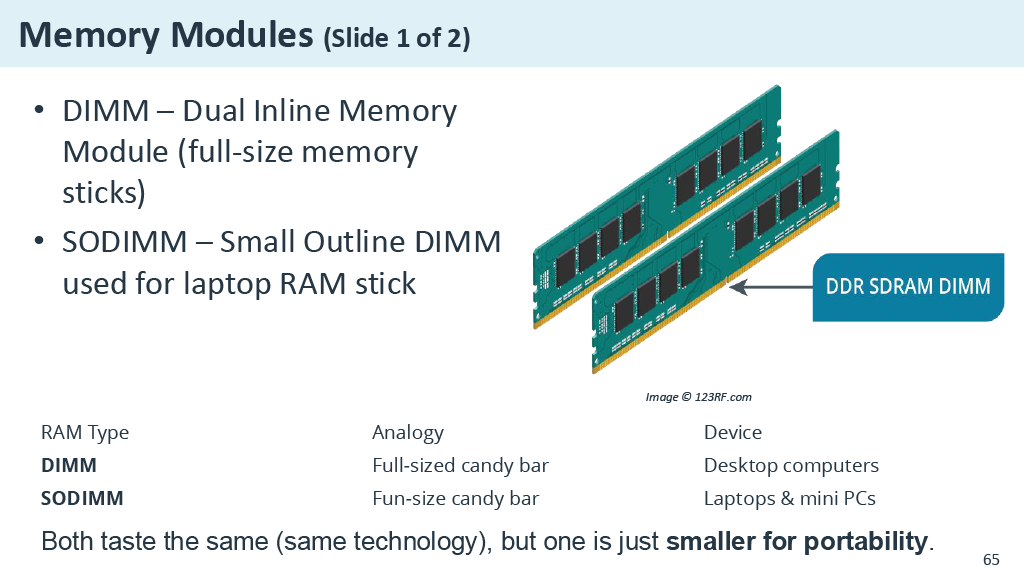 Memory Modules (Slide 1 of 2)
• DIMM – Dual Inline Memory
Module (full-size memory
sticks)
• SODIMM – Small Outline DIMM
used for laptop RAM stick
DDR SDRAM DIMM
Image © 123RF.com
RAM Type Analogy Device
DIMM Full-sized candy bar Desktop computers
SODIMM Fun-size candy bar Laptops & mini PCs
Both taste the same (same technology), but one is just smaller for portability.
65